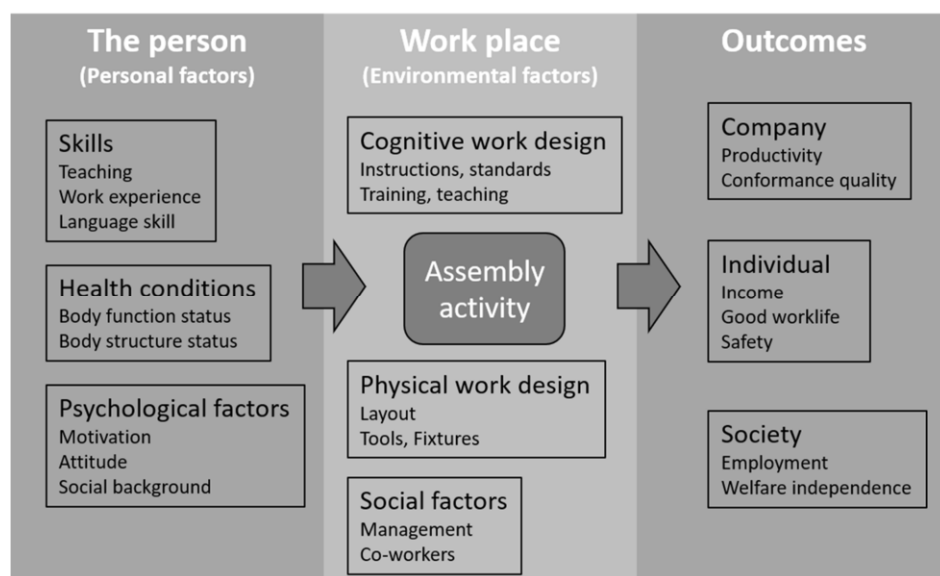 The person
(Personal factors)
Skills
Teaching
Work experience
Language skill
Health conditions
Body function status
Body structure status
Psychological factors
Motivation
Attitude
Social background
Work place
(Environmental factors)
Cognitive work design
Instructions, standards
Training, teaching
Assembly
activity
Physical work design
Layout
Tools, Fixtures
Social factors
Management
Co-workers
Outcomes
Company
Productivity
Conformance quality
Individual
Income
Good worklife
Safety
Society
Employment
Welfare independence